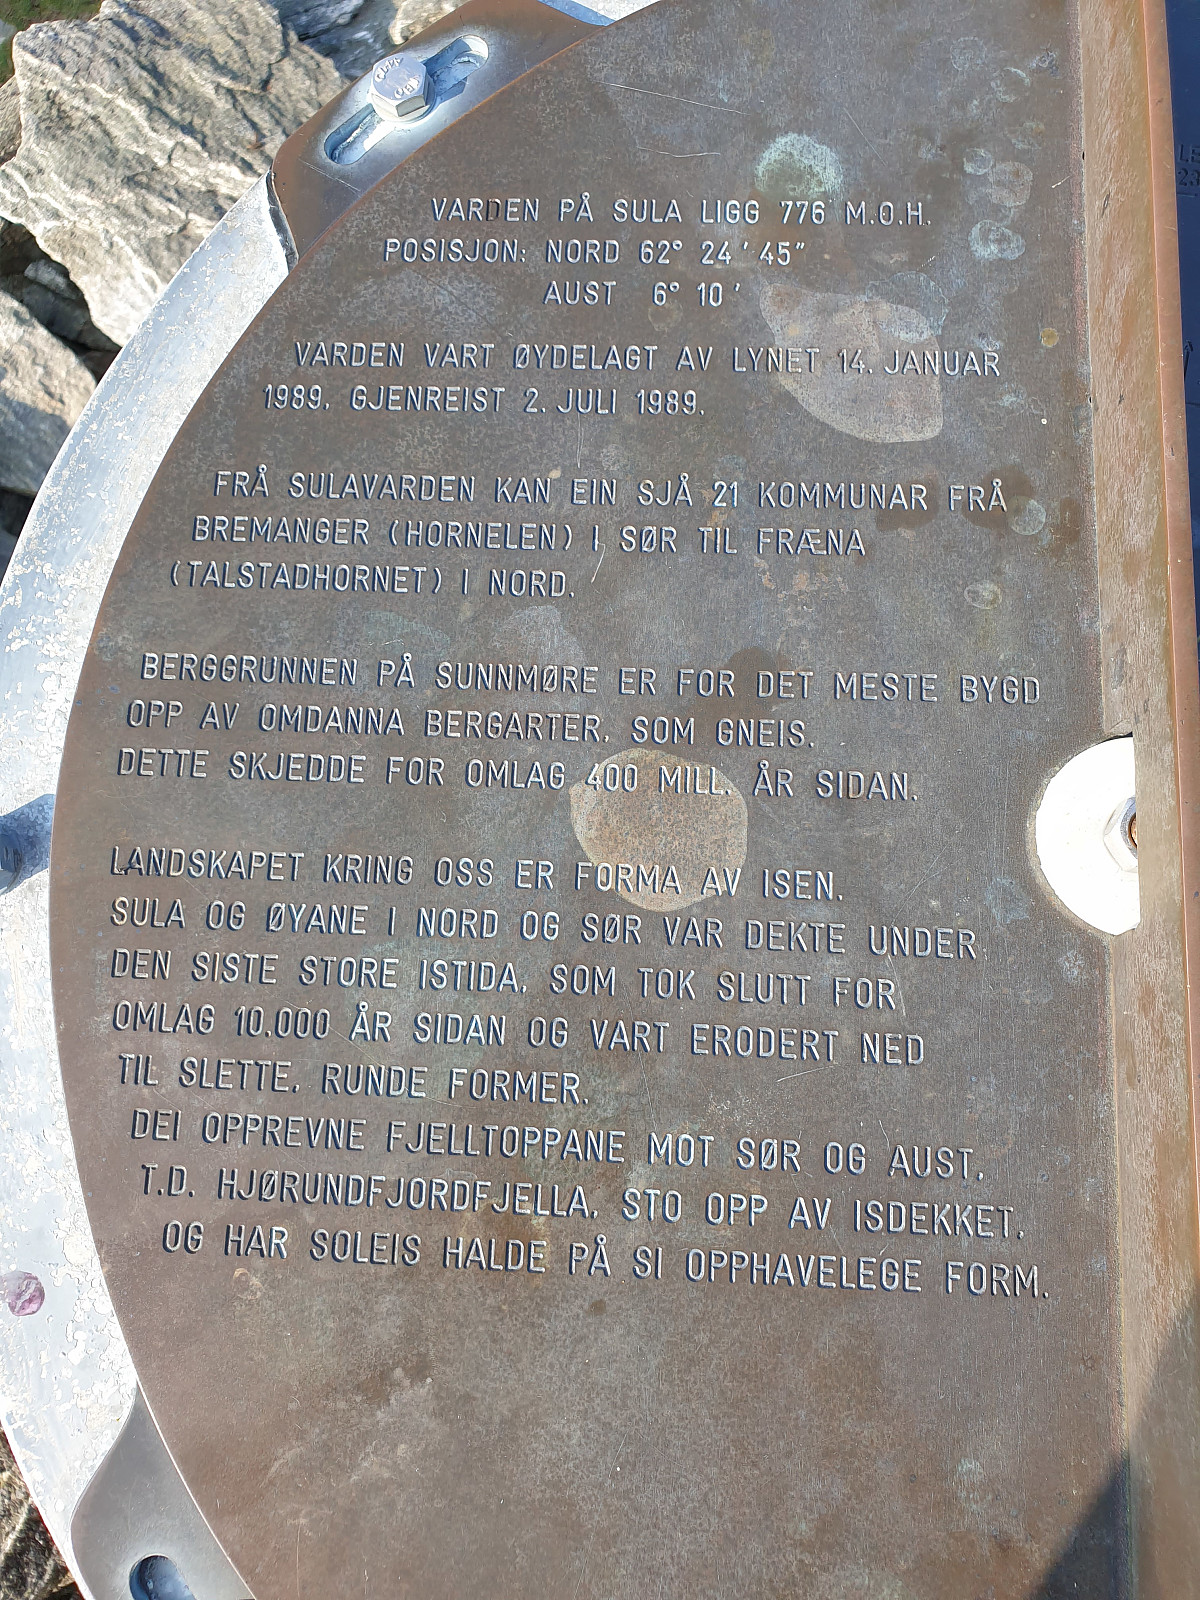 VARDEN PÅ SULA LIGG 776 M.O.H.
POSISJON: NORD 62° 24' 45"
AUST 6° 10'
VARDEN VART ØYDELAGT AV LYNET 14. JANUAR
1989. GJENREIST 2. JULI 1989.
FRÅ SULAVARDEN KAN EIN SJÅ 21 KOMMUNAR FRÅ
BREMANGER (HORNELEN) I SØR TIL FRÆNA
(TALSTADHORNET) I NORD.
BERGGRUNNEN PÅ SUNNMØRE ER FOR DET MESTE BYGD
OPP AV OMDANNA BERGARTER, SOM GNEIS.
DETTE SKJEDDE FOR OMLAG 400 MILL. ÅR SIDAN.
LANDSKAPET KRING OSS ER FORMA AV ISEN.
SULA OG ØYANE I NORD OG SØR VAR DEKTE UNDER
DEN SISTE STORE ISTIDA, SOM TOK SLUTT FOR
OMLAG 10.000 ÅR SIDAN OG VART ERODERT NED
TIL SLETTE, RUNDE FORMER.
DEI OPPREVNE FJELLTOPPANE MOT SØR OG AUST,
T.D. HJØRUNDFJORDFJELLA, STO OPP AV ISDEKKET,
OG HAR SOLEIS HALDE PÅ SI OPPHAVELEGE FORM.